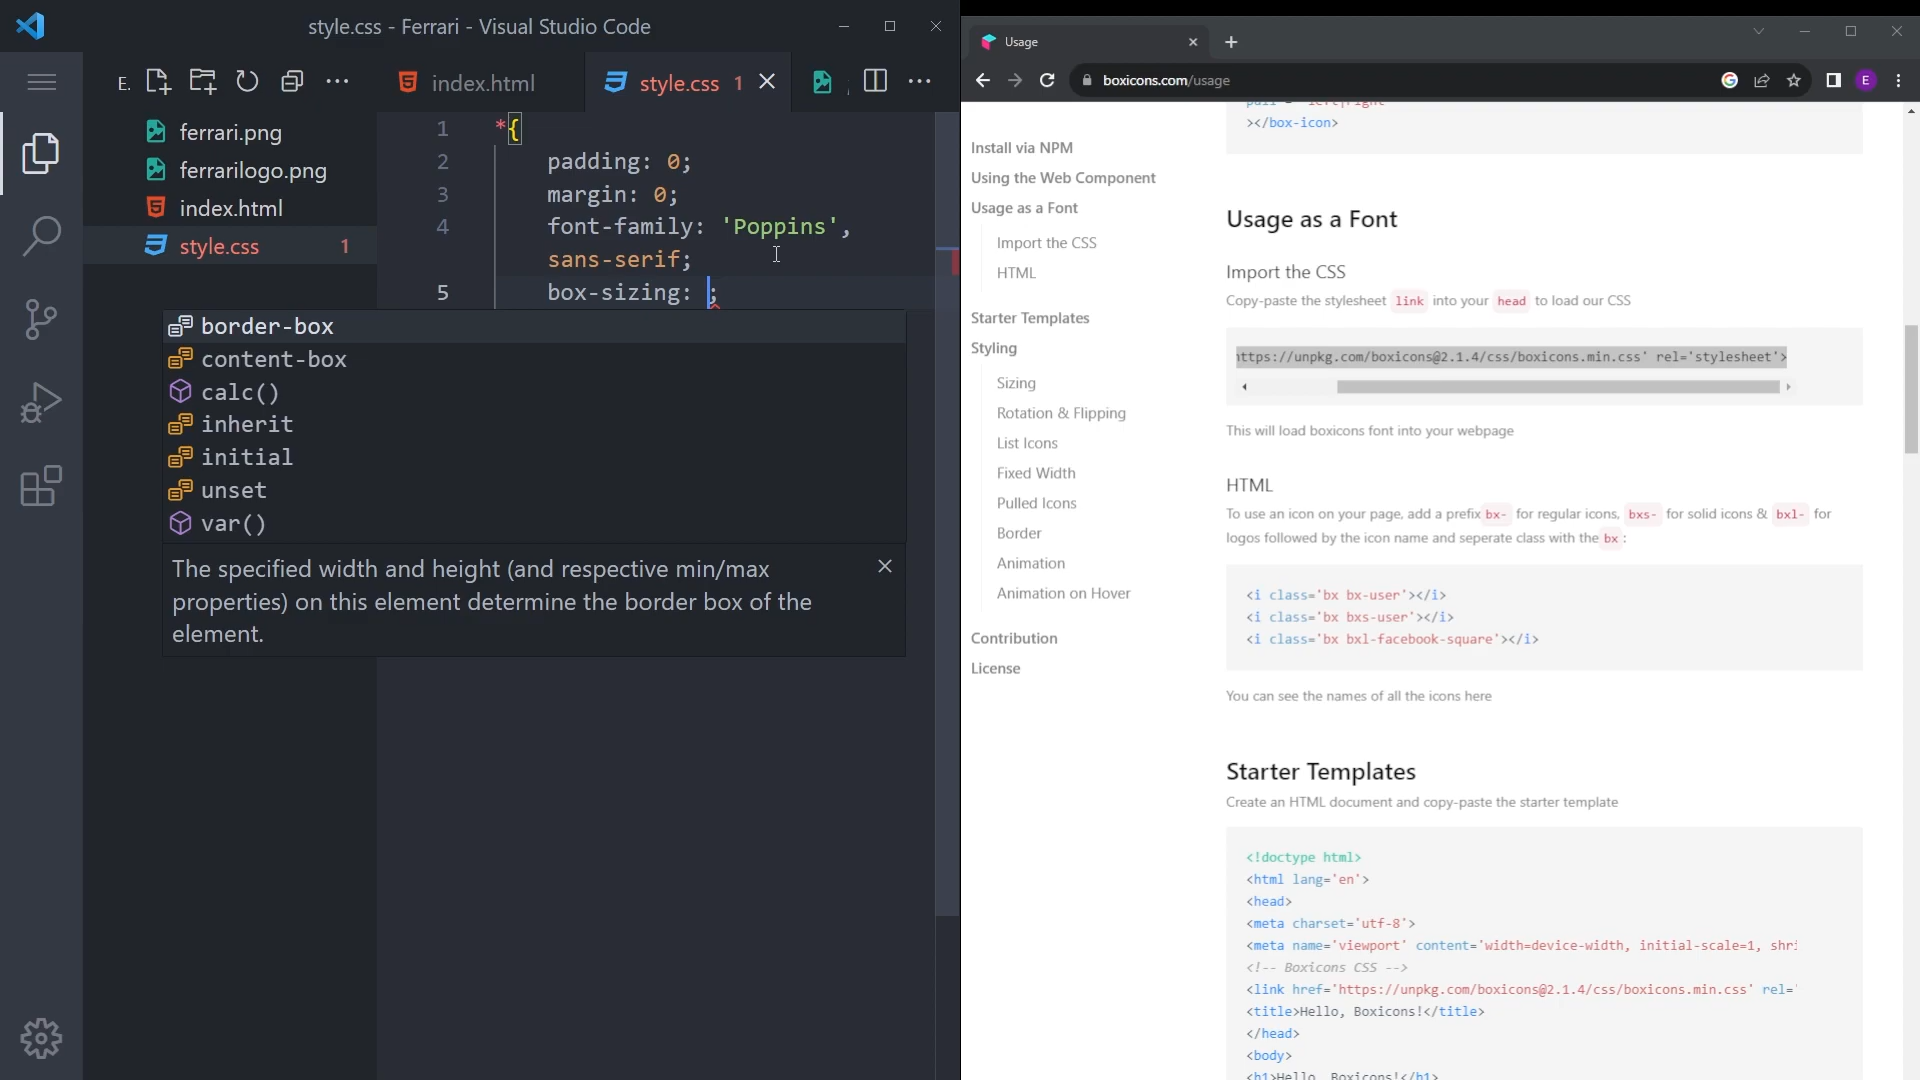 style.css - Ferrari - Visual Studio Code
E.
ferrari.png
ferrarilogo.png
index.html
style.css 1
index.html
style.css 1
1 *{
2 padding: 0;
3 margin: 0;
4 font-family: 'Poppins',
sans-serif;
5 box-sizing: ;
border-box
content-box
calc()
inherit
initial
unset
var()
The specified width and height (and respective min/max
properties) on this element determine the border box of the
element.
Usage
boxicons.com/usage
E
Install via NPM
Using the Web Component
Usage as a Font
Import the CSS
HTML
Starter Templates
Styling
Sizing
Rotation & Flipping
List Icons
Fixed Width
Pulled Icons
Border
Animation
Animation on Hover
Contribution
License
pull = "left|right"
></box-icon>
Usage as a Font
Import the CSS
Copy-paste the stylesheet link into your head to load our CSS
https://unpkg.com/boxicons@2.1.4/css/boxicons.min.css' rel='stylesheet'>
This will load boxicons font into your webpage
HTML
To use an icon on your page, add a prefix bx- for regular icons, bxs- for solid icons & bxl- for
logos followed by the icon name and seperate class with the bx :
<i class='bx bx-user'></i>
<i class='bx bxs-user'></i>
<i class='bx bxl-facebook-square'></i>
You can see the names of all the icons here
Starter Templates
Create an HTML document and copy-paste the starter template
<!doctype html>
<html lang='en'>
<head>
<meta charset='utf-8'>
<meta name='viewport' content='width=device-width, initial-scale=1, shri
<!-- Boxicons CSS -->
<link href='https://unpkg.com/boxicons@2.1.4/css/boxicons.min.css' rel='
<title>Hello, Boxicons!</title>
</head>
<body>
<h1>Hello, Boxicons!</h1>